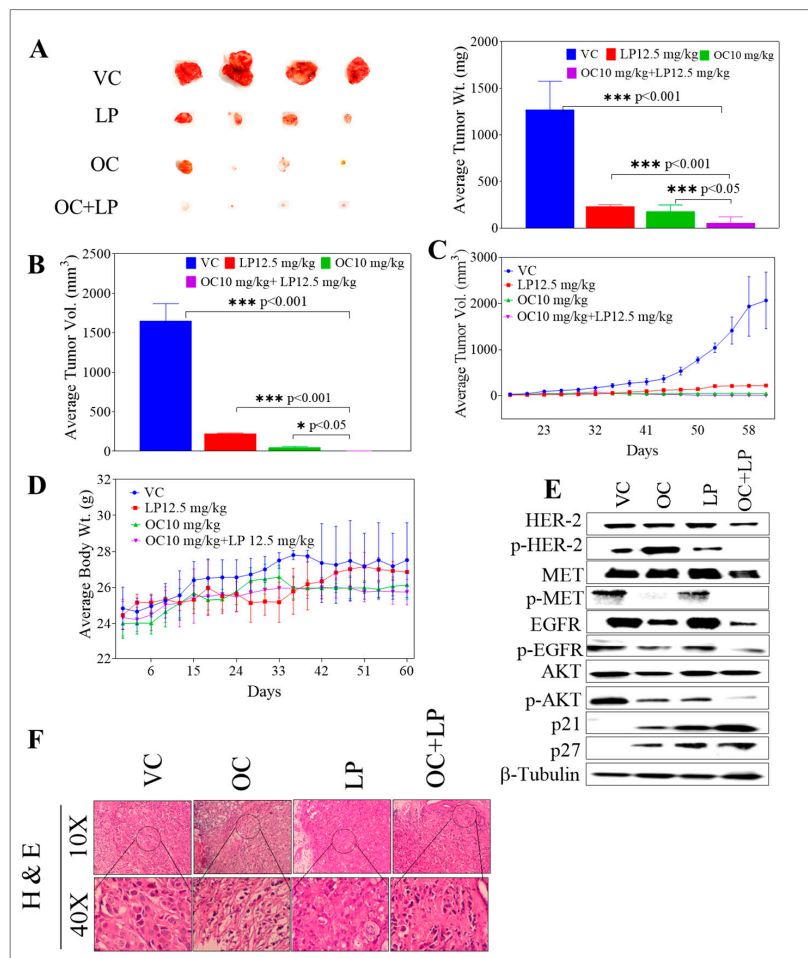 A
VC
LP
OC
OC+LP
Average Tumor Wt. (mg)
2000
1500
1000
500
0
VC LP12.5 mg/kg OC10 mg/kg
OC10 mg/kg+LP12.5 mg/kg
*** p<0.001
*** p<0.001
*** p<0.05
B
Average Tumor Vol. (mm³)
2500
2000
1500
1000
500
0
VC LP12.5 mg/kg OC10 mg/kg
OC10 mg/kg+ LP12.5 mg/kg
*** p<0.001
*** p<0.001
* p<0.05
C
Average Tumor Vol. (mm³)
3000
2000
1000
0
VC
LP12.5 mg/kg
OC10 mg/kg
OC10 mg/kg+LP12.5 mg/kg
23 32 41 50 58
Days
D
Average Body Wt. (g)
32
30
28
26
24
22
VC
LP12.5 mg/kg
OC10 mg/kg
OC10 mg/kg+LP 12.5 mg/kg
6 15 24 33 42 51 60
Days
E
VC OC LP OC+LP
HER-2
p-HER-2
MET
p-MET
EGFR
p-EGFR
AKT
p-AKT
p21
p27
β-Tubulin
F
VC OC LP OC+LP
H & E
10X
40X